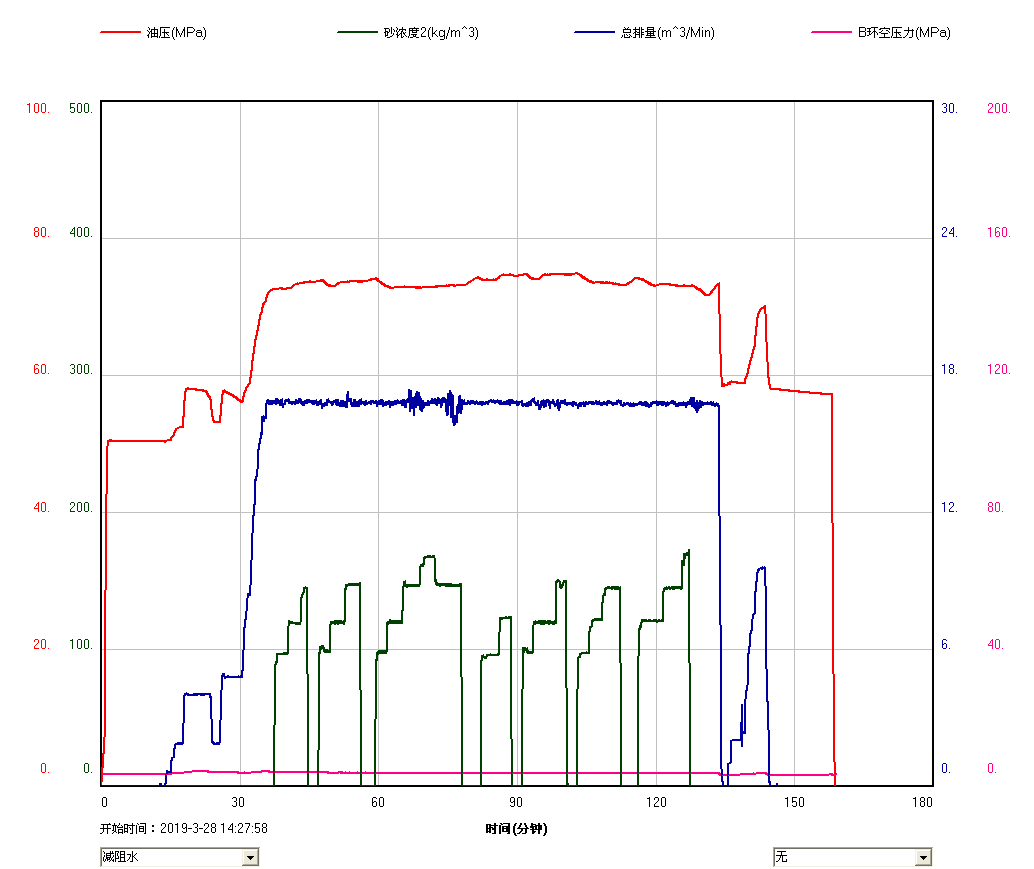 油压(MPa) 砂浓度2(kg/m^3) 总排量(m^3/Min) B环空压力(MPa)
100. 500. 30. 200.
80. 400. 24. 160.
60. 300. 18. 120.
40. 200. 12. 80.
20. 100. 6. 40.
0. 0. 0. 0.
0 30 60 90 120 150 180
开始时间：2019-3-28 14:27:58 时间(分钟)
减阻水 无